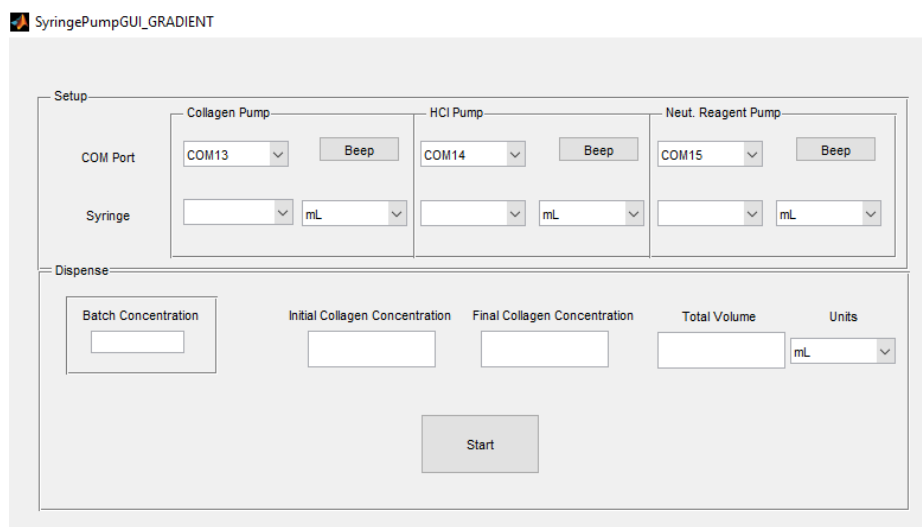 SyringePumpGUI_GRADIENT
Setup
Collagen Pump HCl Pump Neut. Reagent Pump
COM Port COM13 Beep COM14 Beep COM15 Beep
Syringe mL mL mL
Dispense
Batch Concentration Initial Collagen Concentration Final Collagen Concentration Total Volume Units
mL
Start